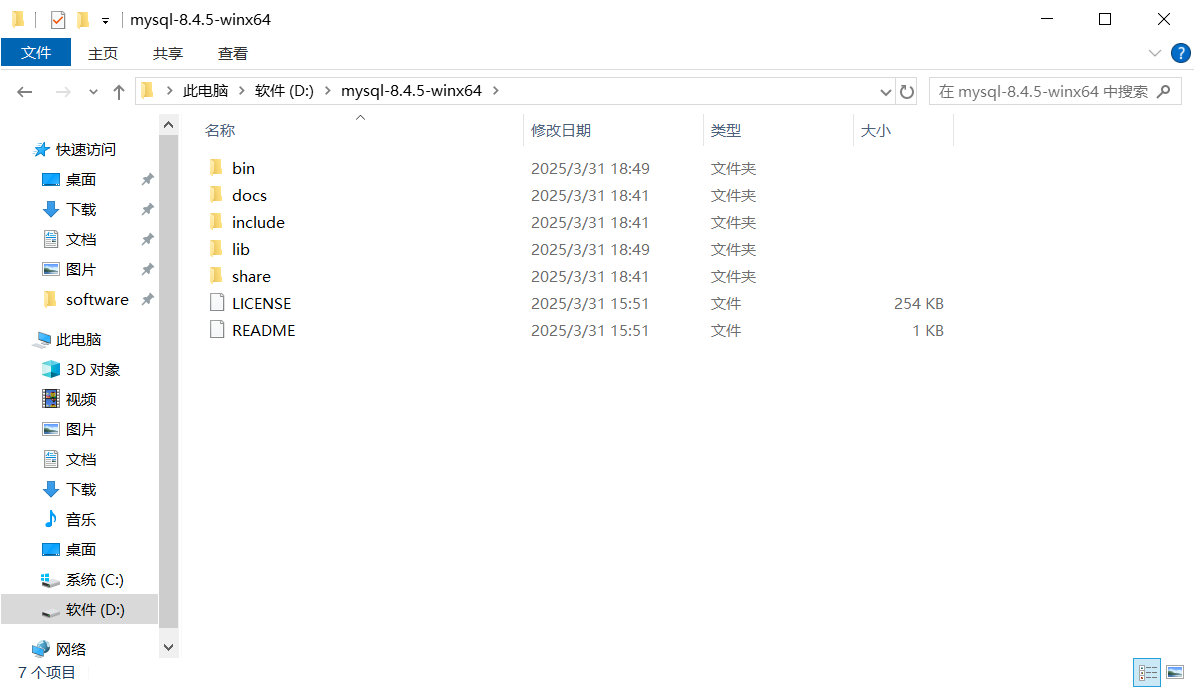 mysql-8.4.5-winx64
文件 主页 共享 查看
此电脑 软件 (D:) mysql-8.4.5-winx64
在 mysql-8.4.5-winx64 中搜索
快速访问
桌面
下载
文档
图片
software
此电脑
3D 对象
视频
图片
文档
下载
音乐
桌面
系统 (C:)
软件 (D:)
网络
名称 修改日期 类型 大小
bin 2025/3/31 18:49 文件夹
docs 2025/3/31 18:41 文件夹
include 2025/3/31 18:41 文件夹
lib 2025/3/31 18:49 文件夹
share 2025/3/31 18:41 文件夹
LICENSE 2025/3/31 15:51 文件 254 KB
README 2025/3/31 15:51 文件 1 KB
7 个项目